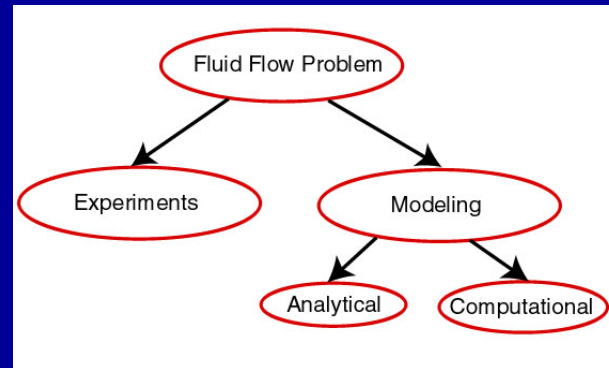 Fluid Flow Problem
Experiments
Modeling
Analytical
Computational